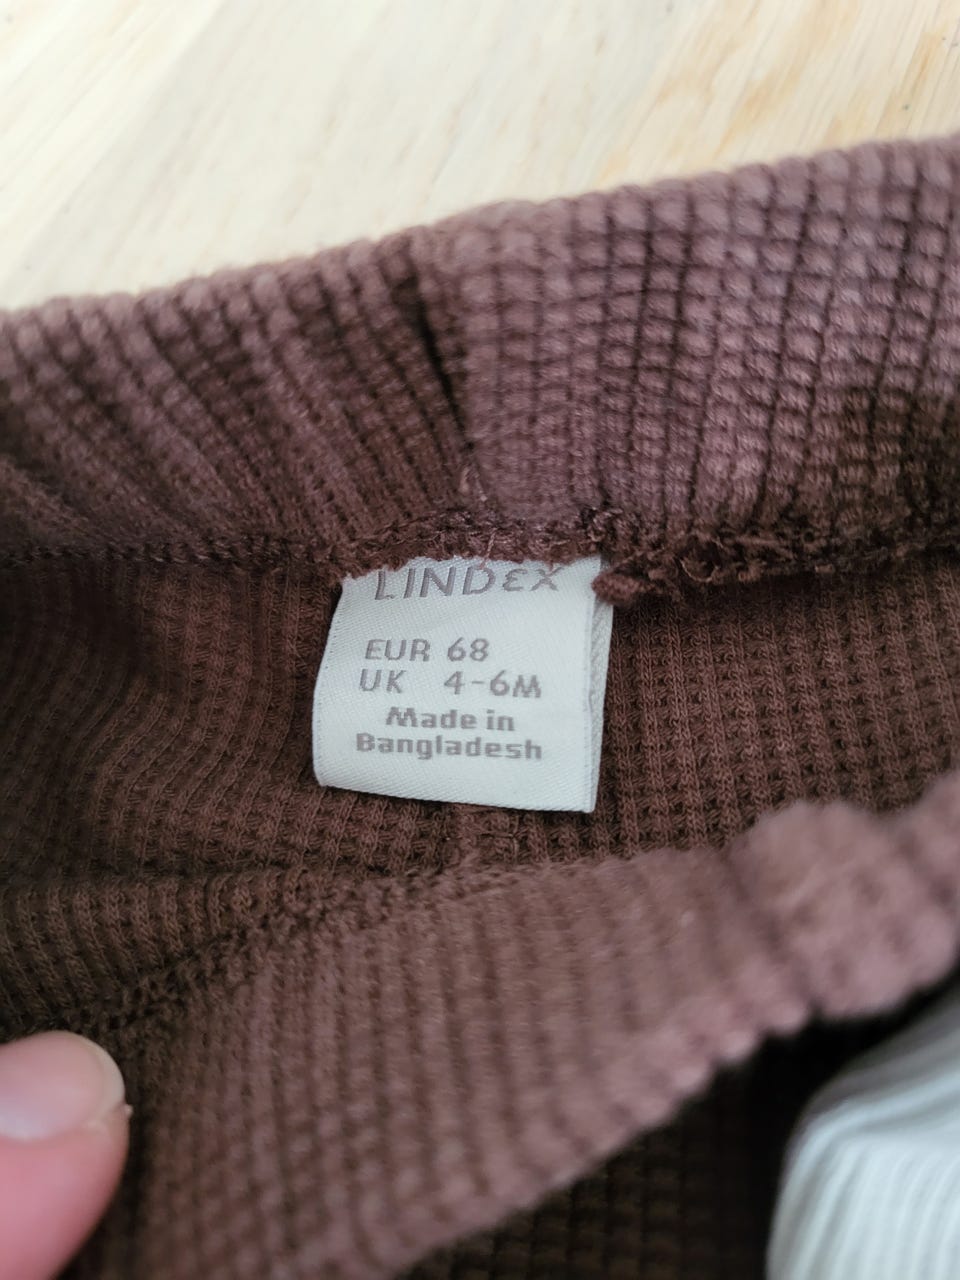 LINDEX
EUR 68
UK 4-6M
Made in
Bangladesh